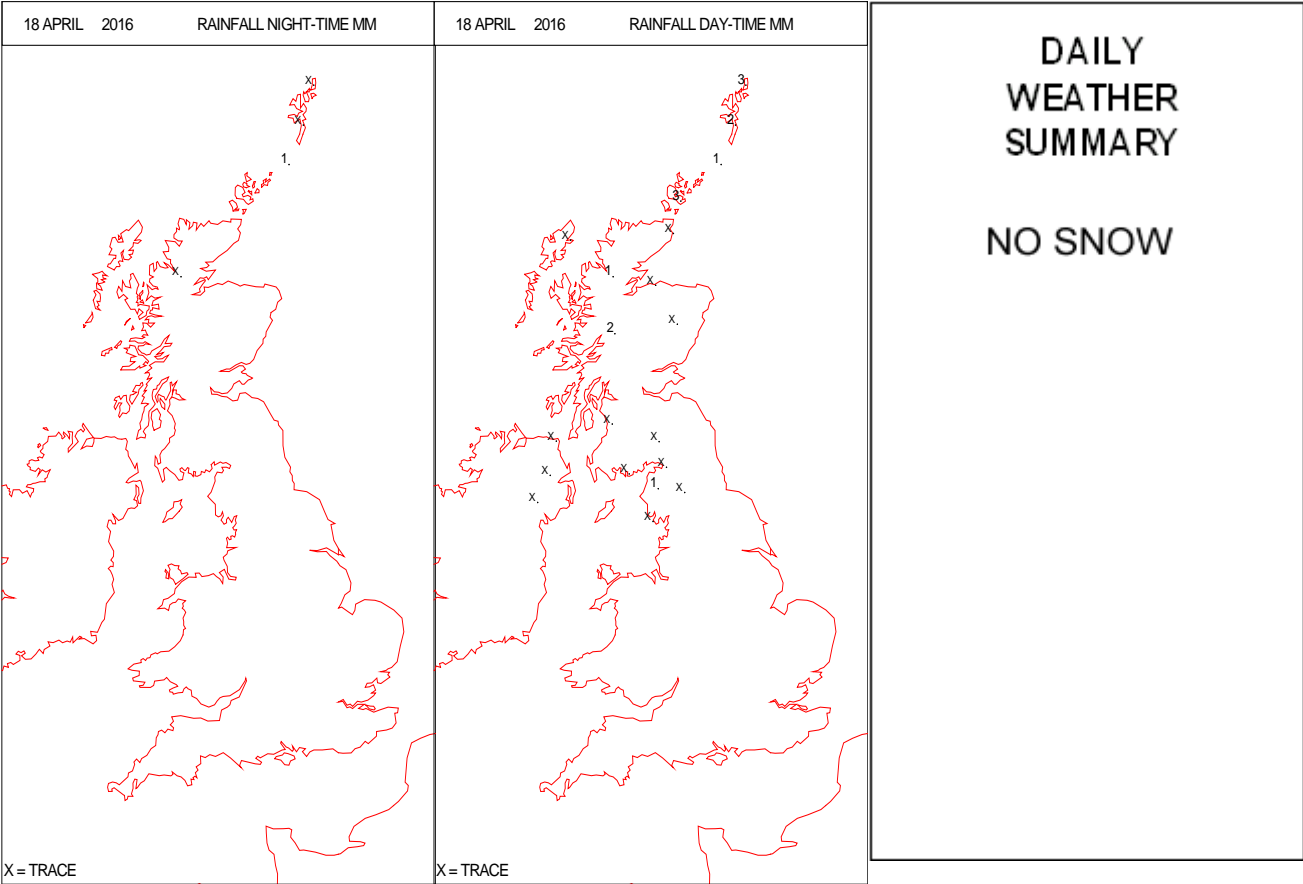 18 APRIL 2016 RAINFALL NIGHT-TIME MM
X.
X.
1.
X.
X = TRACE
18 APRIL 2016 RAINFALL DAY-TIME MM
3.
2.
1.
3.
X.
X.
1.
X.
X.
2.
X.
X. X.
X.
X.
X.
1. X.
X.
X.
X = TRACE
DAILY
WEATHER
SUMMARY
NO SNOW